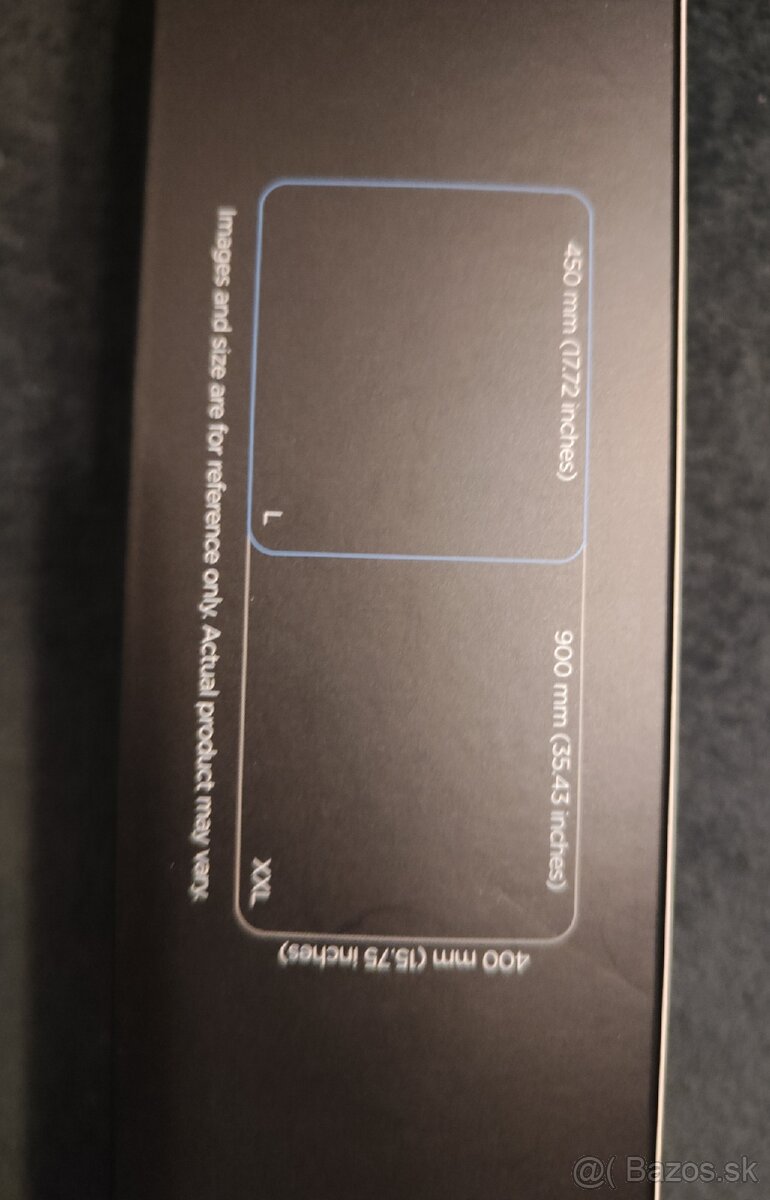 450 mm (17.72 inches)
900 mm (35.43 inches)
400 mm (15.75 inches)
L
XXL
Images and size are for reference only. Actual product may vary.
@( Bazos.sk